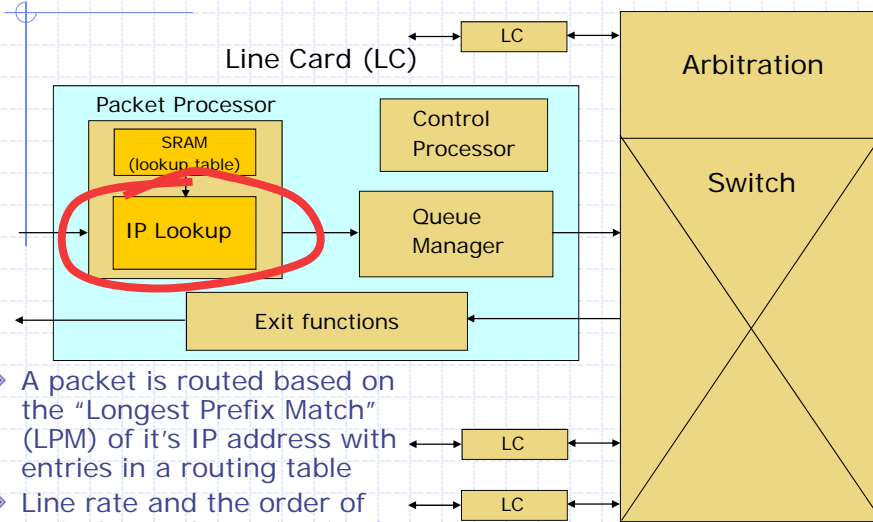 LC
Line Card (LC)
Arbitration
Packet Processor
SRAM
(lookup table)
Control
Processor
Switch
IP Lookup
Queue
Manager
Exit functions
A packet is routed based on
the “Longest Prefix Match”
(LPM) of it's IP address with
entries in a routing table
LC
Line rate and the order of
LC